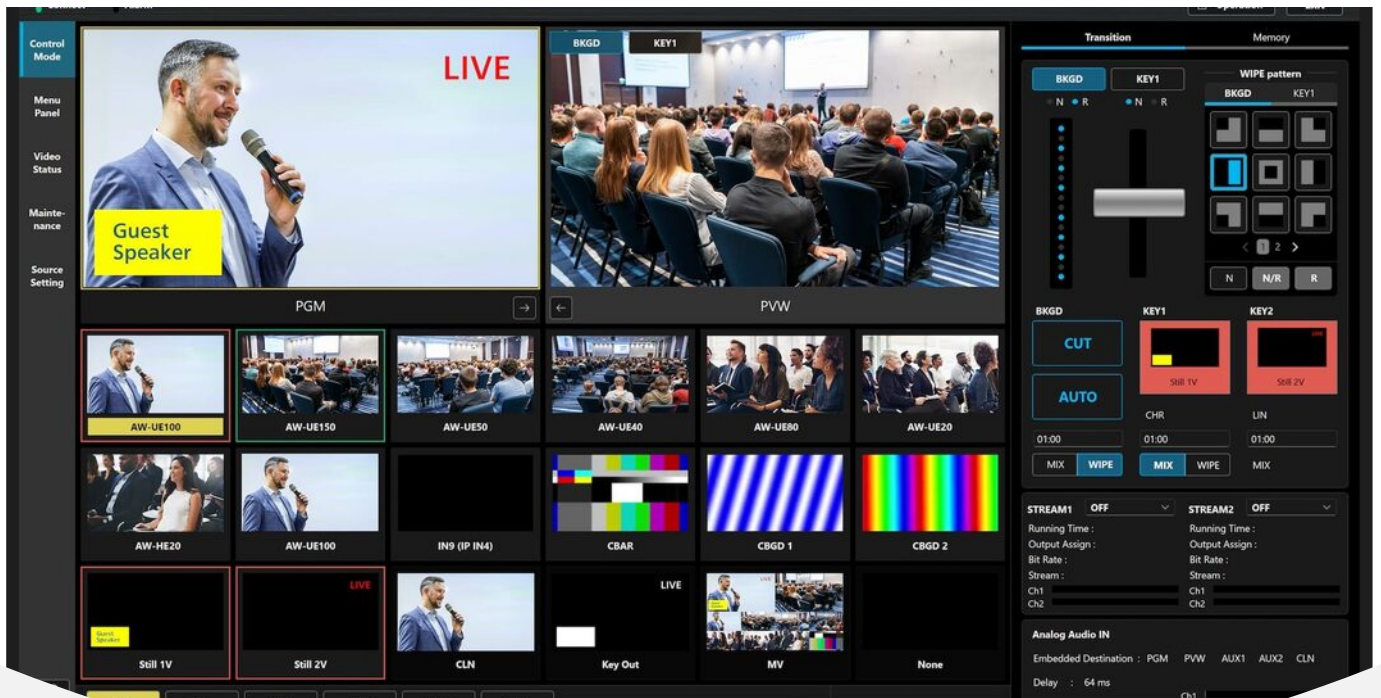 Control
Mode
Menu
Panel
Video
Status
Mainte-
nance
Source
Setting
LIVE
Guest
Speaker
PGM
→
BKGD KEY1
←
PVW
AW-UE100 AW-UE150 AW-UE50 AW-UE40 AW-UE80 AW-UE20
AW-HE20 AW-UE100 IN9 (IP IN4) CBAR CBGD 1 CBGD 2
Guest
Speaker
LIVE
LIVE
Still 1V Still 2V CLN Key Out MV None
Transition Memory
BKGD KEY1
N R N R
WIPE pattern
BKGD KEY1
< 1 2 >
N N/R R
BKGD KEY1 KEY2
CUT
AUTO
Still 1V Still 2V
CHR LIN
01:00 01:00 01:00
MIX WIPE MIX WIPE MIX
STREAM1 OFF STREAM2 OFF
Running Time : Running Time :
Output Assign : Output Assign :
Bit Rate : Bit Rate :
Stream : Stream :
Ch1 Ch1
Ch2 Ch2
Analog Audio IN
Embedded Destination : PGM PVW AUX1 AUX2 CLN
Delay : 64 ms
Ch1